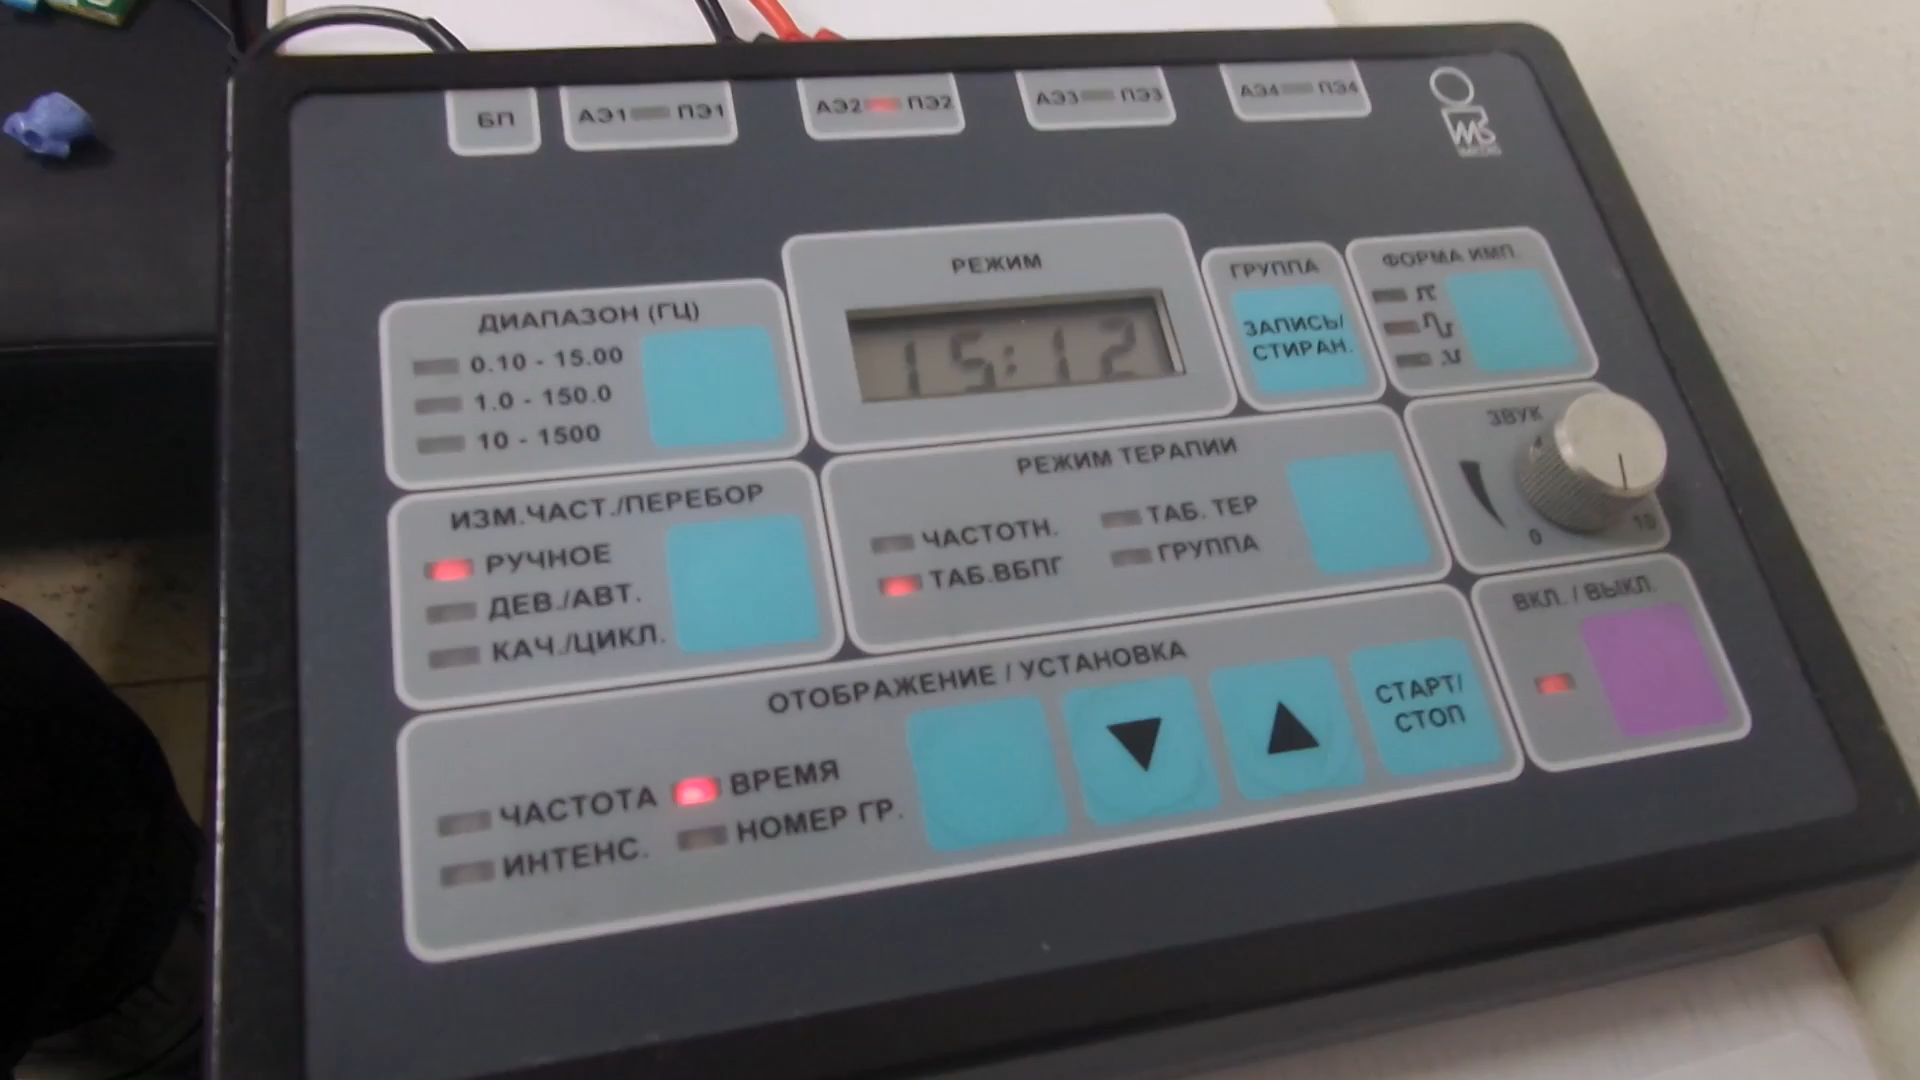 БП
АЭ1 ПЭ1
АЭ2 ПЭ2
АЭ3 ПЭ3
АЭ4 ПЭ4
IMS
РЕЖИМ
15:12
ГРУППА
ЗАПИСЬ/
СТИРАН.
ФОРМА ИМП.
ДИАПАЗОН (ГЦ)
0.10 - 15.00
1.0 - 150.0
10 - 1500
ИЗМ.ЧАСТ./ПЕРЕБОР
РУЧНОЕ
ДЕВ./АВТ.
КАЧ./ЦИКЛ.
РЕЖИМ ТЕРАПИИ
ЧАСТОТН.
ТАБ.ВБПГ
ТАБ. ТЕР
ГРУППА
ЗВУК
0
10
ВКЛ. / ВЫКЛ.
ОТОБРАЖЕНИЕ / УСТАНОВКА
ЧАСТОТА
ИНТЕНС.
ВРЕМЯ
НОМЕР ГР.
СТАРТ/
СТОП